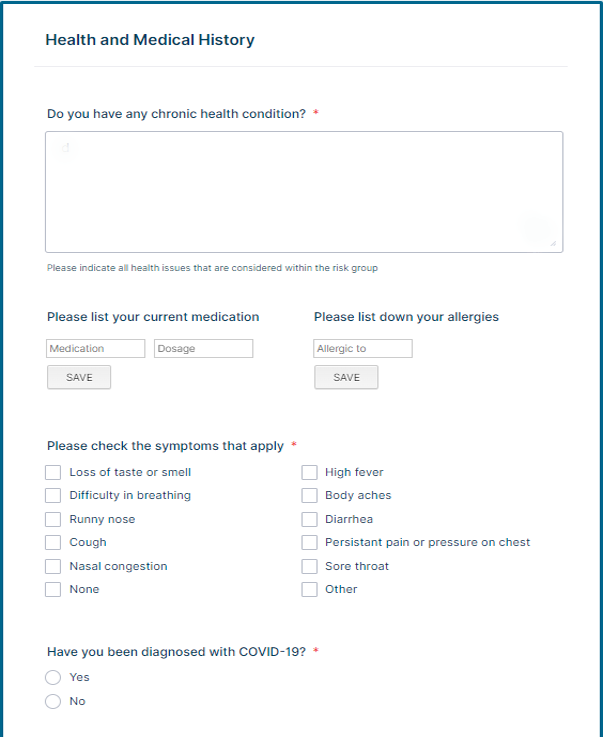 Health and Medical History
Do you have any chronic health condition? *
Please indicate all health issues that are considered within the risk group
Please list your current medication
Please list down your allergies
Medication
Dosage
Allergic to
SAVE
SAVE
Please check the symptoms that apply *
Loss of taste or smell
High fever
Difficulty in breathing
Body aches
Runny nose
Diarrhea
Cough
Persistant pain or pressure on chest
Nasal congestion
Sore throat
None
Other
Have you been diagnosed with COVID-19? *
Yes
No